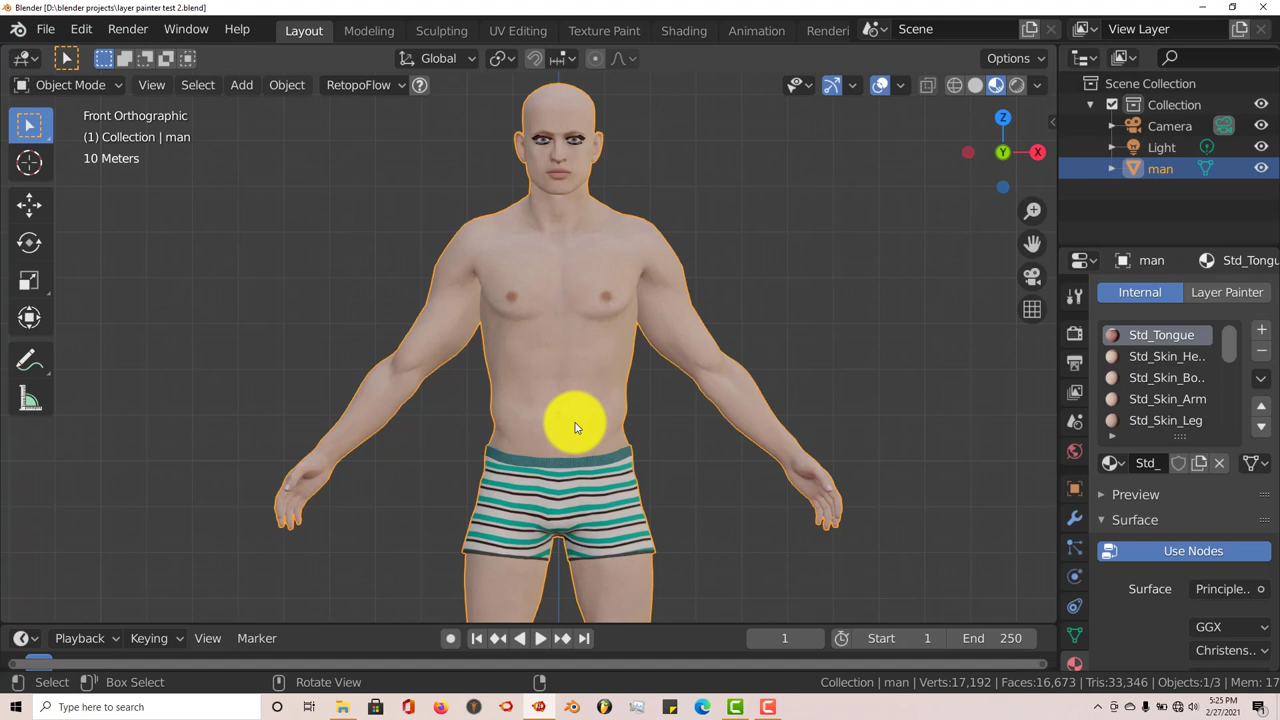 Blender [D:\blender projects\layer painter test 2.blend]
File Edit Render Window Help Layout Modeling Sculpting UV Editing Texture Paint Shading Animation Renderi Scene View Layer
Global Options
Object Mode View Select Add Object RetopoFlow
Front Orthographic
(1) Collection | man
10 Meters
Z
Y X
Scene Collection
Collection
Camera
Light
man
man Std_Tongu
Internal Layer Painter
Std_Tongue
Std_Skin_He..
Std_Skin_Bo..
Std_Skin_Arm
Std_Skin_Leg
Std_
Preview
Surface
Use Nodes
Surface Principle..
GGX
Christens..
Playback Keying View Marker 1 Start 1 End 250
Select Box Select Rotate View Collection | man | Verts:17,192 | Faces:16,673 | Tris:33,346 | Objects:1/3 | Mem: 17
Type here to search
5:25 PM
2/27/2021